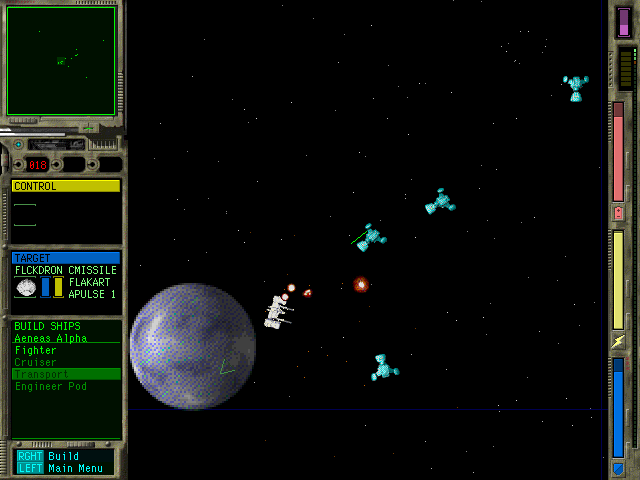 018
CONTROL
TARGET
FLCKDRON CMISSILE
FLAKART
APULSE 1
BUILD SHIPS
Aeneas Alpha
Fighter
Cruiser
Transport
Engineer Pod
RGHT Build
LEFT Main Menu